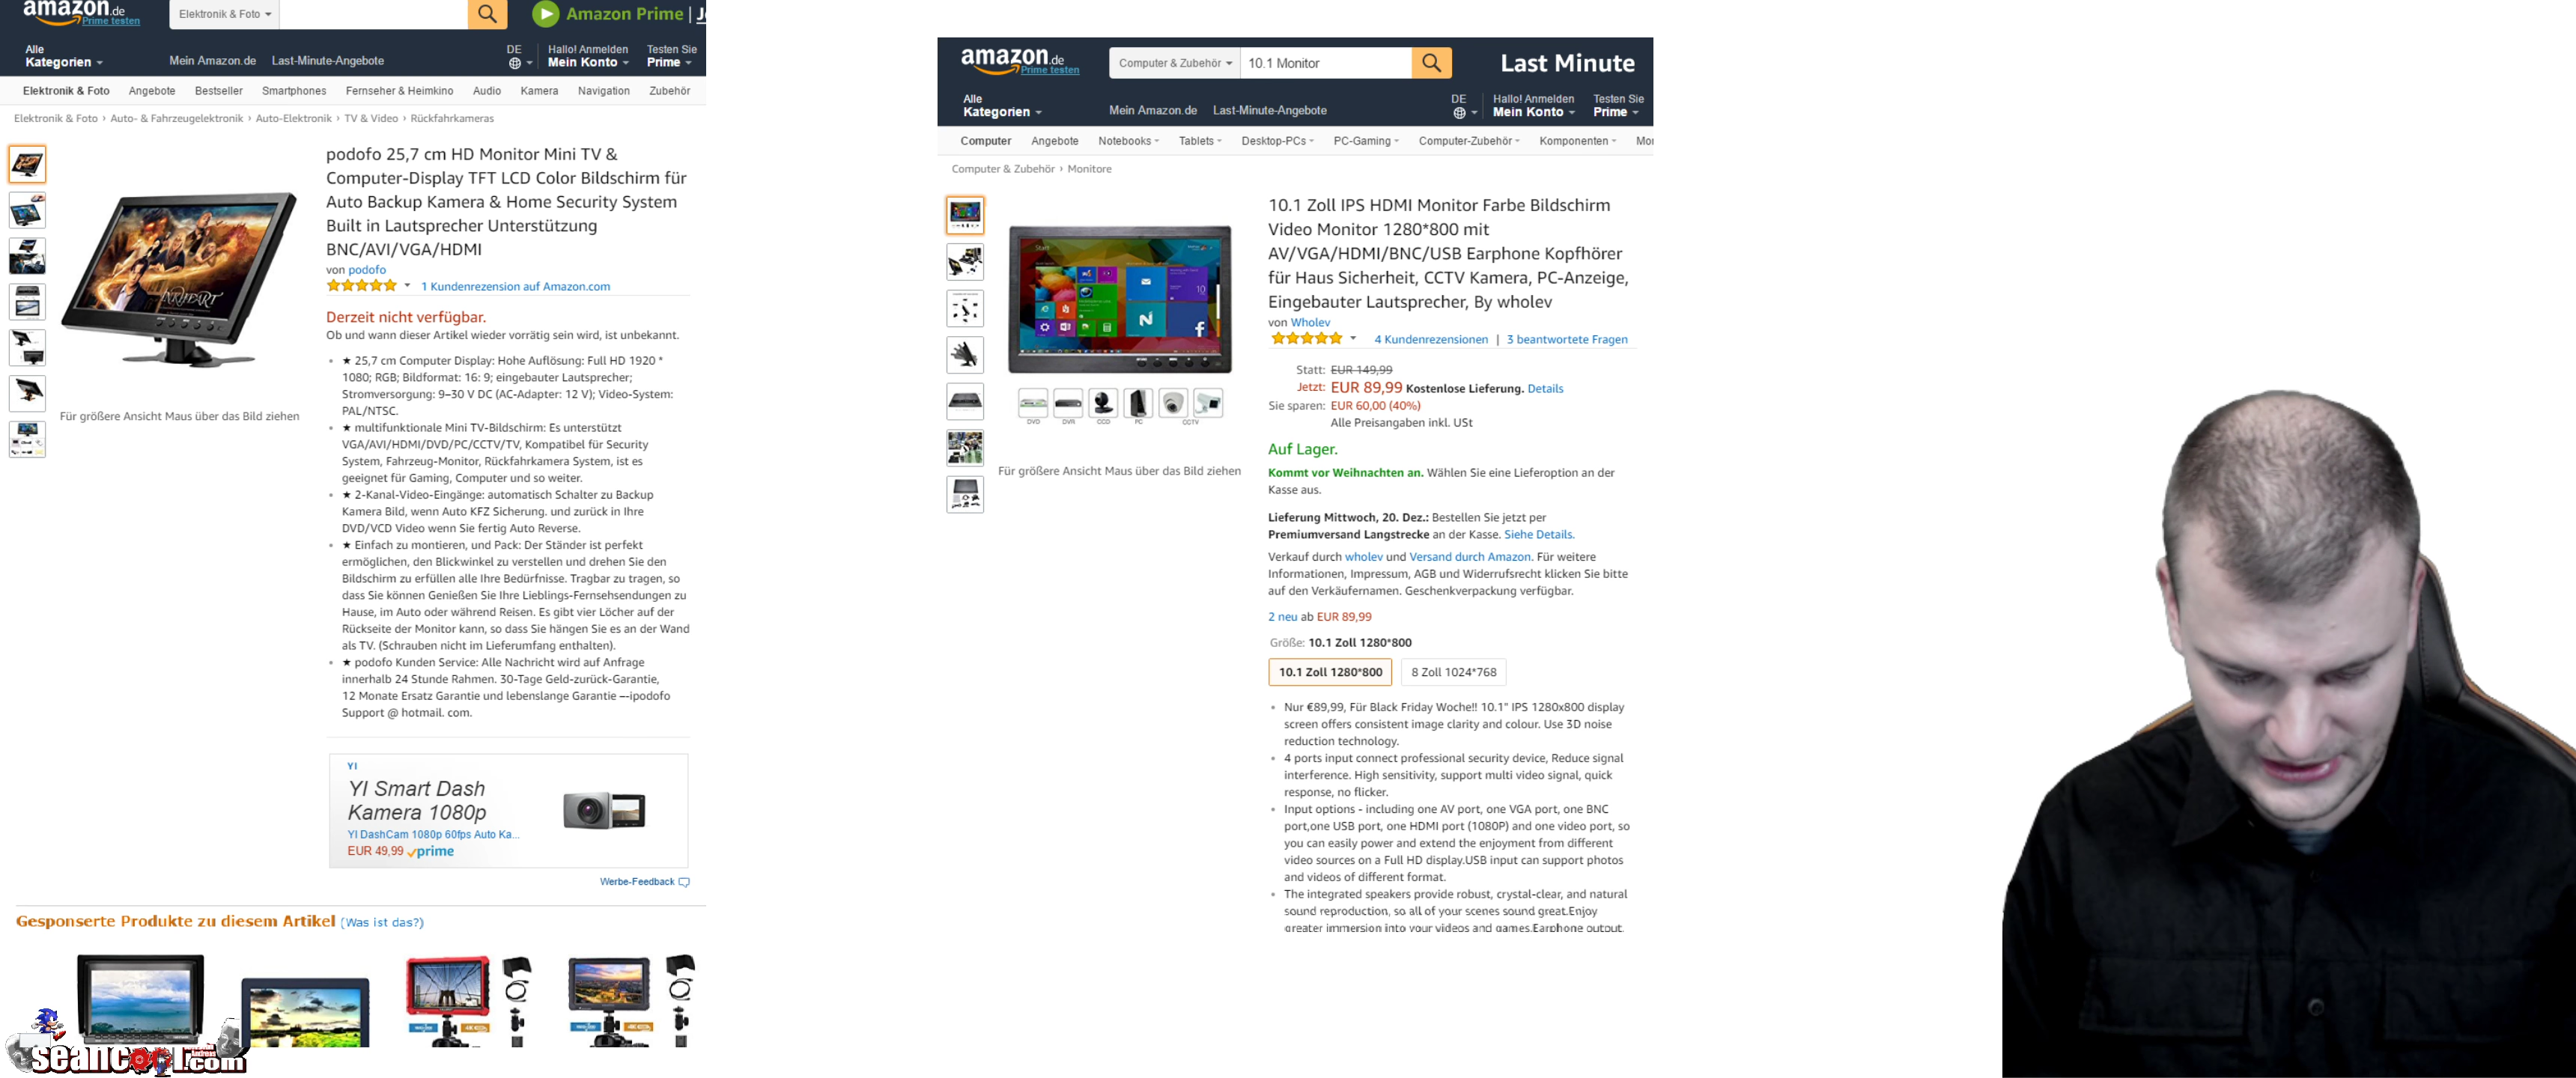 amazon.de
Prime testen
Elektronik & Foto
Amazon Prime |
Alle
Kategorien
Mein Amazon.de
Last-Minute-Angebote
DE
Hallo! Anmelden
Mein Konto
Testen Sie
Prime
Elektronik & Foto
Angebote
Bestseller
Smartphones
Fernseher & Heimkino
Audio
Kamera
Navigation
Zubehör
Elektronik & Foto › Auto- & Fahrzeugelektronik › Auto-Elektronik › TV & Video › Rückfahrkameras
podofo 25,7 cm HD Monitor Mini TV &
Computer-Display TFT LCD Color Bildschirm für
Auto Backup Kamera & Home Security System
Built in Lautsprecher Unterstützung
BNC/AVI/VGA/HDMI
von podofo
1 Kundenrezension auf Amazon.com
Derzeit nicht verfügbar.
Ob und wann dieser Artikel wieder vorrätig sein wird, ist unbekannt.
★ 25,7 cm Computer Display: Hohe Auflösung: Full HD 1920 *
1080; RGB; Bildformat: 16: 9; eingebauter Lautsprecher;
Stromversorgung: 9–30 V DC (AC-Adapter: 12 V); Video-System:
PAL/NTSC.
★ multifunktionale Mini TV-Bildschirm: Es unterstützt
VGA/AVI/HDMI/DVD/PC/CCTV/TV, Kompatibel für Security
System, Fahrzeug-Monitor, Rückfahrkamera System, ist es
geeignet für Gaming, Computer und so weiter.
★ 2-Kanal-Video-Eingänge: automatisch Schalter zu Backup
Kamera Bild, wenn Auto KFZ Sicherung. und zurück in Ihre
DVD/VCD Video wenn Sie fertig Auto Reverse.
★ Einfach zu montieren, und Pack: Der Ständer ist perfekt
ermöglichen, den Blickwinkel zu verstellen und drehen Sie den
Bildschirm zu erfüllen alle Ihre Bedürfnisse. Tragbar zu tragen, so
dass Sie können Genießen Sie Ihre Lieblings-Fernsehsendungen zu
Hause, im Auto oder während Reisen. Es gibt vier Löcher auf der
Rückseite der Monitor kann, so dass Sie hängen Sie es an der Wand
als TV. (Schrauben nicht im Lieferumfang enthalten).
★ podofo Kunden Service: Alle Nachricht wird auf Anfrage
innerhalb 24 Stunde Rahmen. 30-Tage Geld-zurück-Garantie,
12 Monate Ersatz Garantie und lebenslange Garantie –-ipodofo
Support @ hotmail. com.
Für größere Ansicht Maus über das Bild ziehen
YI
YI Smart Dash
Kamera 1080p
YI DashCam 1080p 60fps Auto Ka...
EUR 49,99 prime
Werbe-Feedback
Gesponserte Produkte zu diesem Artikel (Was ist das?)
seancool.com
amazon.de
Prime testen
Computer & Zubehör
10.1 Monitor
Last Minute
Alle
Kategorien
Mein Amazon.de
Last-Minute-Angebote
DE
Hallo! Anmelden
Mein Konto
Testen Sie
Prime
Computer
Angebote
Notebooks
Tablets
Desktop-PCs
PC-Gaming
Computer-Zubehör
Komponenten
Computer & Zubehör › Monitore
10.1 Zoll IPS HDMI Monitor Farbe Bildschirm
Video Monitor 1280*800 mit
AV/VGA/HDMI/BNC/USB Earphone Kopfhörer
für Haus Sicherheit, CCTV Kamera, PC-Anzeige,
Eingebauter Lautsprecher, By wholev
von Wholev
4 Kundenrezensionen | 3 beantwortete Fragen
Statt: EUR 149,99
Jetzt: EUR 89,99 Kostenlose Lieferung. Details
Sie sparen: EUR 60,00 (40%)
Alle Preisangaben inkl. USt
Auf Lager.
Kommt vor Weihnachten an. Wählen Sie eine Lieferoption an der
Kasse aus.
Lieferung Mittwoch, 20. Dez.: Bestellen Sie jetzt per
Premiumversand Langstrecke an der Kasse. Siehe Details.
Verkauf durch wholev und Versand durch Amazon. Für weitere
Informationen, Impressum, AGB und Widerrufsrecht klicken Sie bitte
auf den Verkäufernamen. Geschenkverpackung verfügbar.
2 neu ab EUR 89,99
Größe: 10.1 Zoll 1280*800
10.1 Zoll 1280*800
8 Zoll 1024*768
Nur €89,99, Für Black Friday Woche!! 10.1" IPS 1280x800 display
screen offers consistent image clarity and colour. Use 3D noise
reduction technology.
4 ports input connect professional security device, Reduce signal
interference. High sensitivity, support multi video signal, quick
response, no flicker.
Input options - including one AV port, one VGA port, one BNC
port,one USB port, one HDMI port (1080P) and one video port, so
you can easily power and extend the enjoyment from different
video sources on a Full HD display.USB input can support photos
and videos of different format.
The integrated speakers provide robust, crystal-clear, and natural
sound reproduction, so all of your scenes sound great.Enjoy
greater immersion into your videos and games.Earphone output.
Start
DVD
DVR
CCD
PC
CCTV
Für größere Ansicht Maus über das Bild ziehen